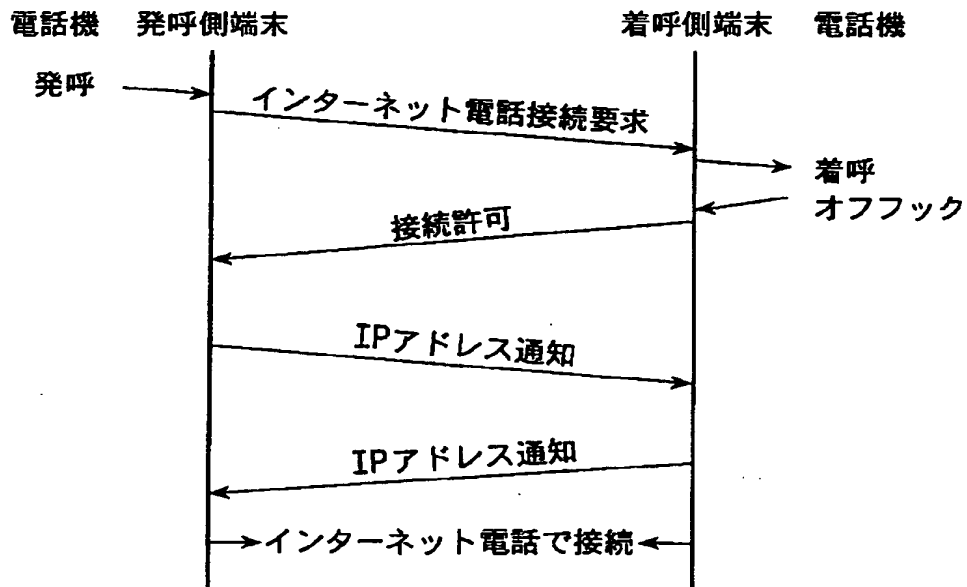 電話機 発呼側端末 着呼側端末 電話機
発呼
インターネット電話接続要求
着呼
オフフック
接続許可
IPアドレス通知
IPアドレス通知
インターネット電話で接続